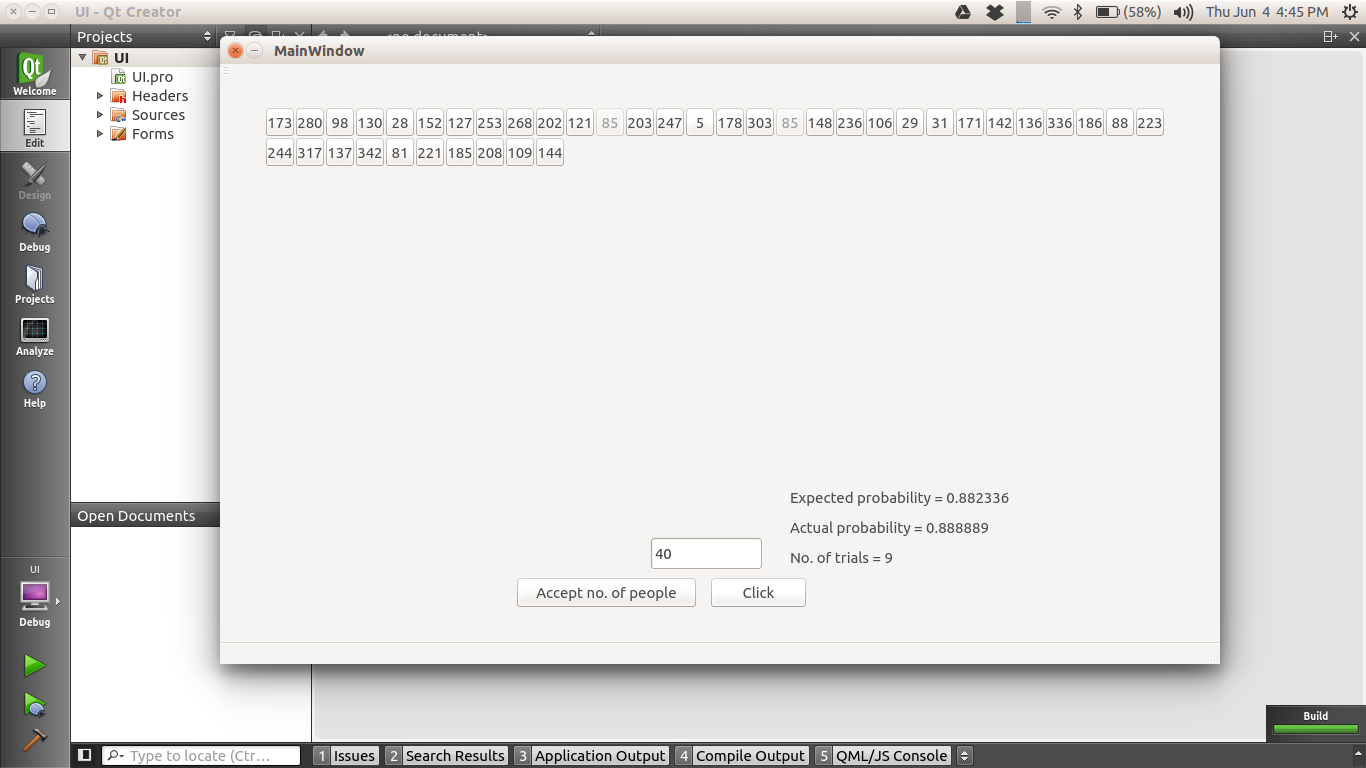 UI - Qt Creator
(58%) Thu Jun 4 4:45 PM
Projects
<no document>
MainWindow
Qt
Welcome
Edit
Design
Debug
Projects
Analyze
Help
UI
UI.pro
Headers
Sources
Forms
173 280 98 130 28 152 127 253 268 202 121 85 203 247 5 178 303 85 148 236 106 29 31 171 142 136 336 186 88 223
244 317 137 342 81 221 185 208 109 144
Open Documents
Expected probability = 0.882336
Actual probability = 0.888889
No. of trials = 9
40
Accept no. of people Click
UI
Debug
Build
Type to locate (Ctr...
1 Issues 2 Search Results 3 Application Output 4 Compile Output 5 QML/JS Console